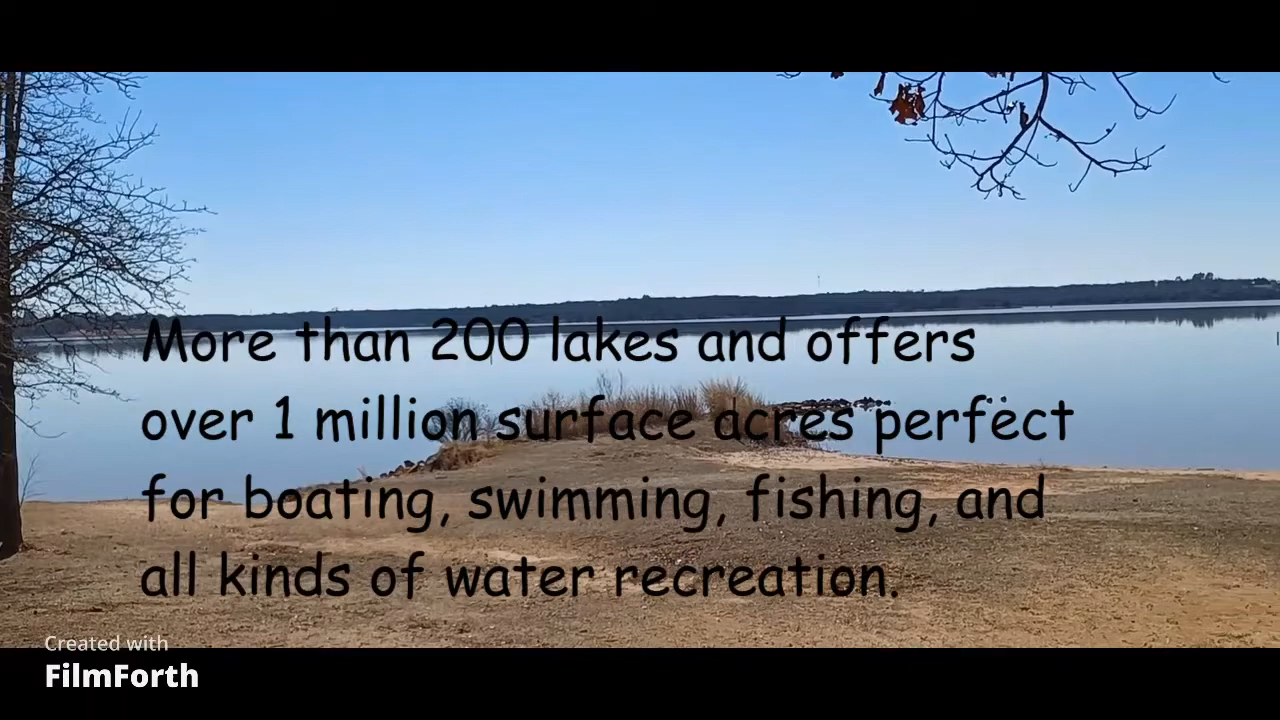 More than 200 lakes and offers
over 1 million surface acres perfect
for boating, swimming, fishing, and
all kinds of water recreation.
Created with
FilmForth